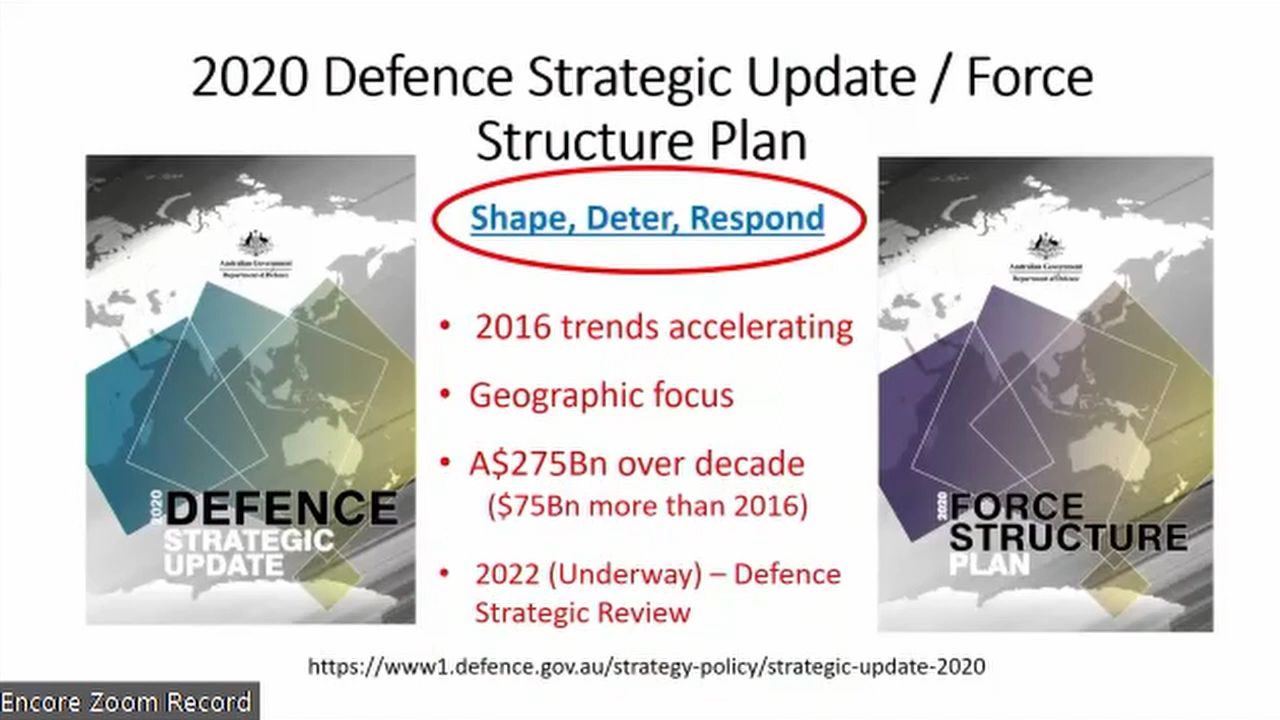 2020 Defence Strategic Update / Force
Structure Plan
Shape, Deter, Respond
• 2016 trends accelerating
• Geographic focus
• A$275Bn over decade
($75Bn more than 2016)
• 2022 (Underway) – Defence
Strategic Review
Australian Government
Department of Defence
2020
DEFENCE
STRATEGIC
UPDATE
Australian Government
Department of Defence
2020
FORCE
STRUCTURE
PLAN
https://www1.defence.gov.au/strategy-policy/strategic-update-2020
Encore Zoom Record